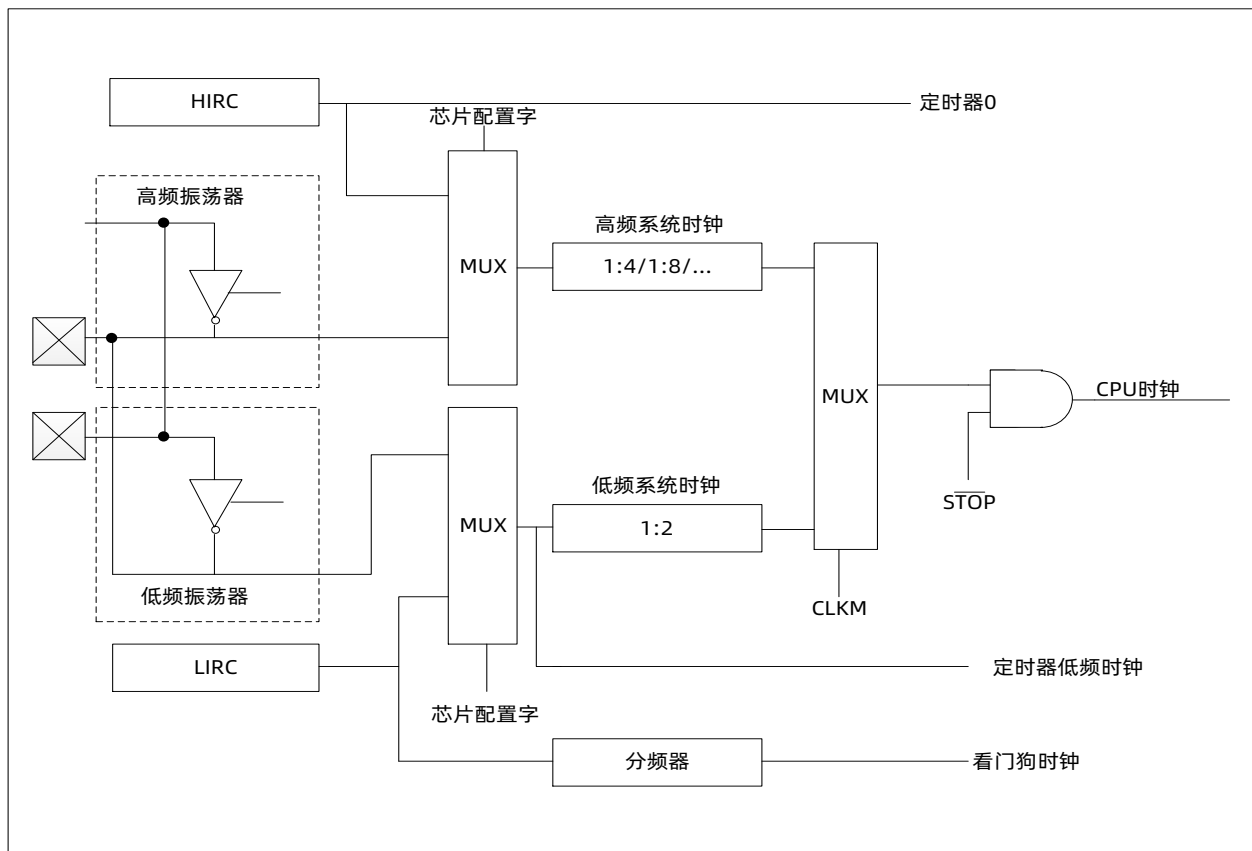 HIRC
定时器0
芯片配置字
高频振荡器
高频系统时钟
MUX
1:4/1:8/...
MUX
CPU时钟
低频系统时钟
MUX
1:2
STOP
低频振荡器
CLKM
LIRC
定时器低频时钟
芯片配置字
分频器
看门狗时钟